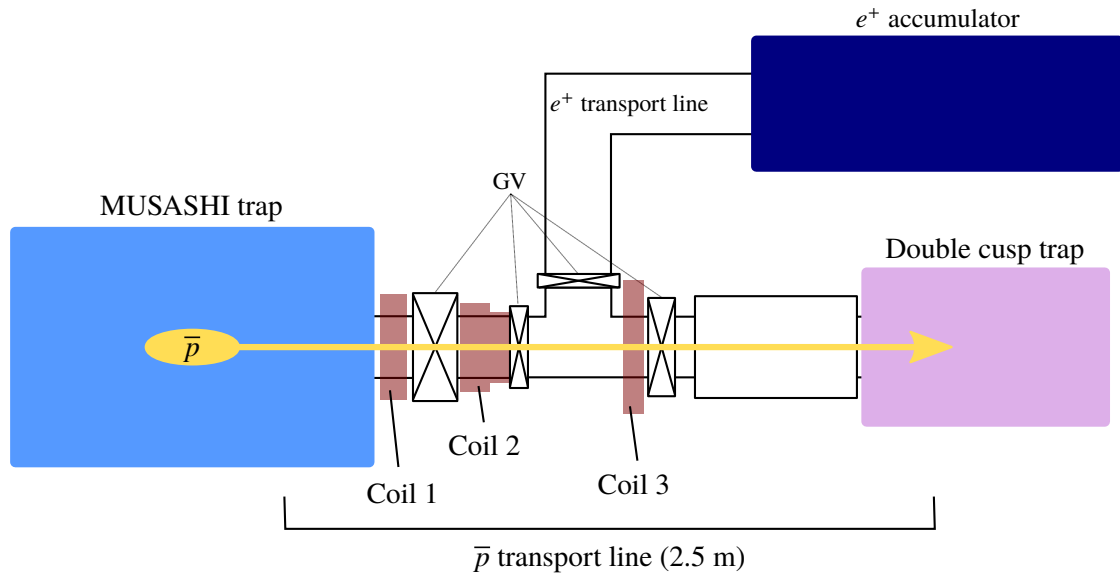 e⁺ accumulator
e⁺ transport line
GV
MUSASHI trap
Double cusp trap
p̅
Coil 2
Coil 1
Coil 3
p̅ transport line (2.5 m)